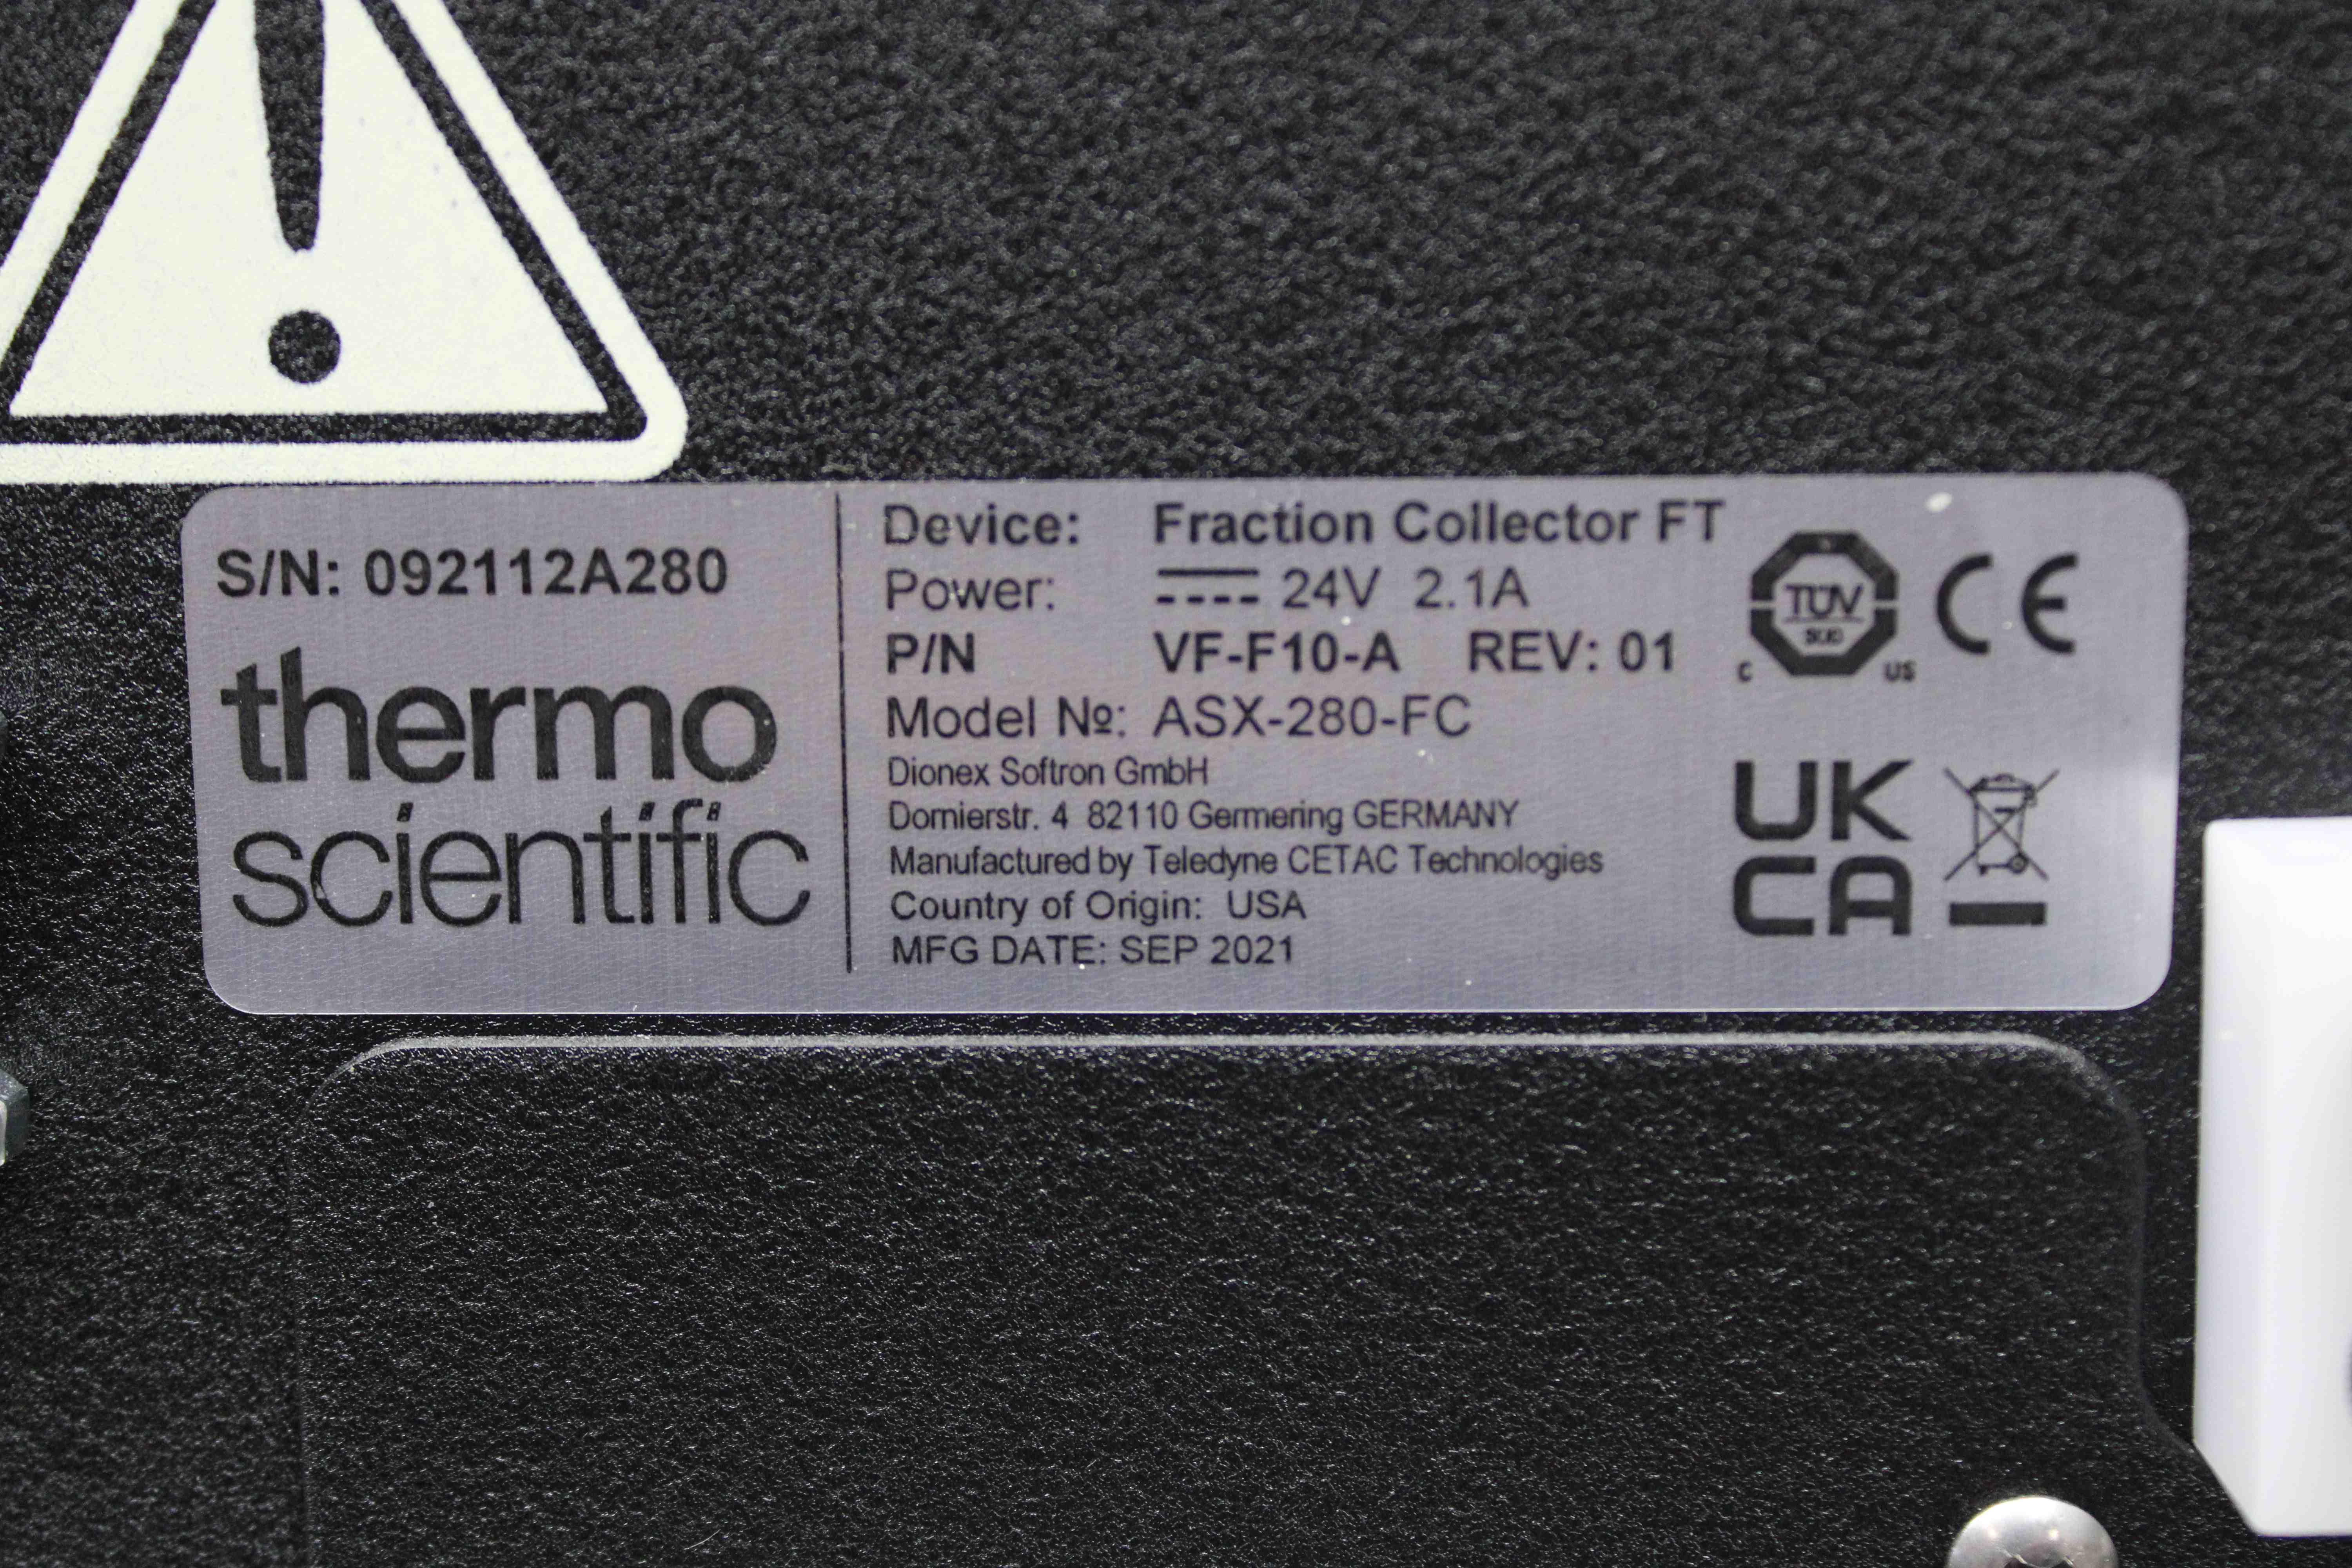 S/N: 092112A280
thermo
scientific
Device: Fraction Collector FT
Power: 24V 2.1A
P/N VF-F10-A REV: 01
Model №: ASX-280-FC
Dionex Softron GmbH
Dornierstr. 4 82110 Germering GERMANY
Manufactured by Teledyne CETAC Technologies
Country of Origin: USA
MFG DATE: SEP 2021
TÜV
SÜD
C US
CE
UK
CA